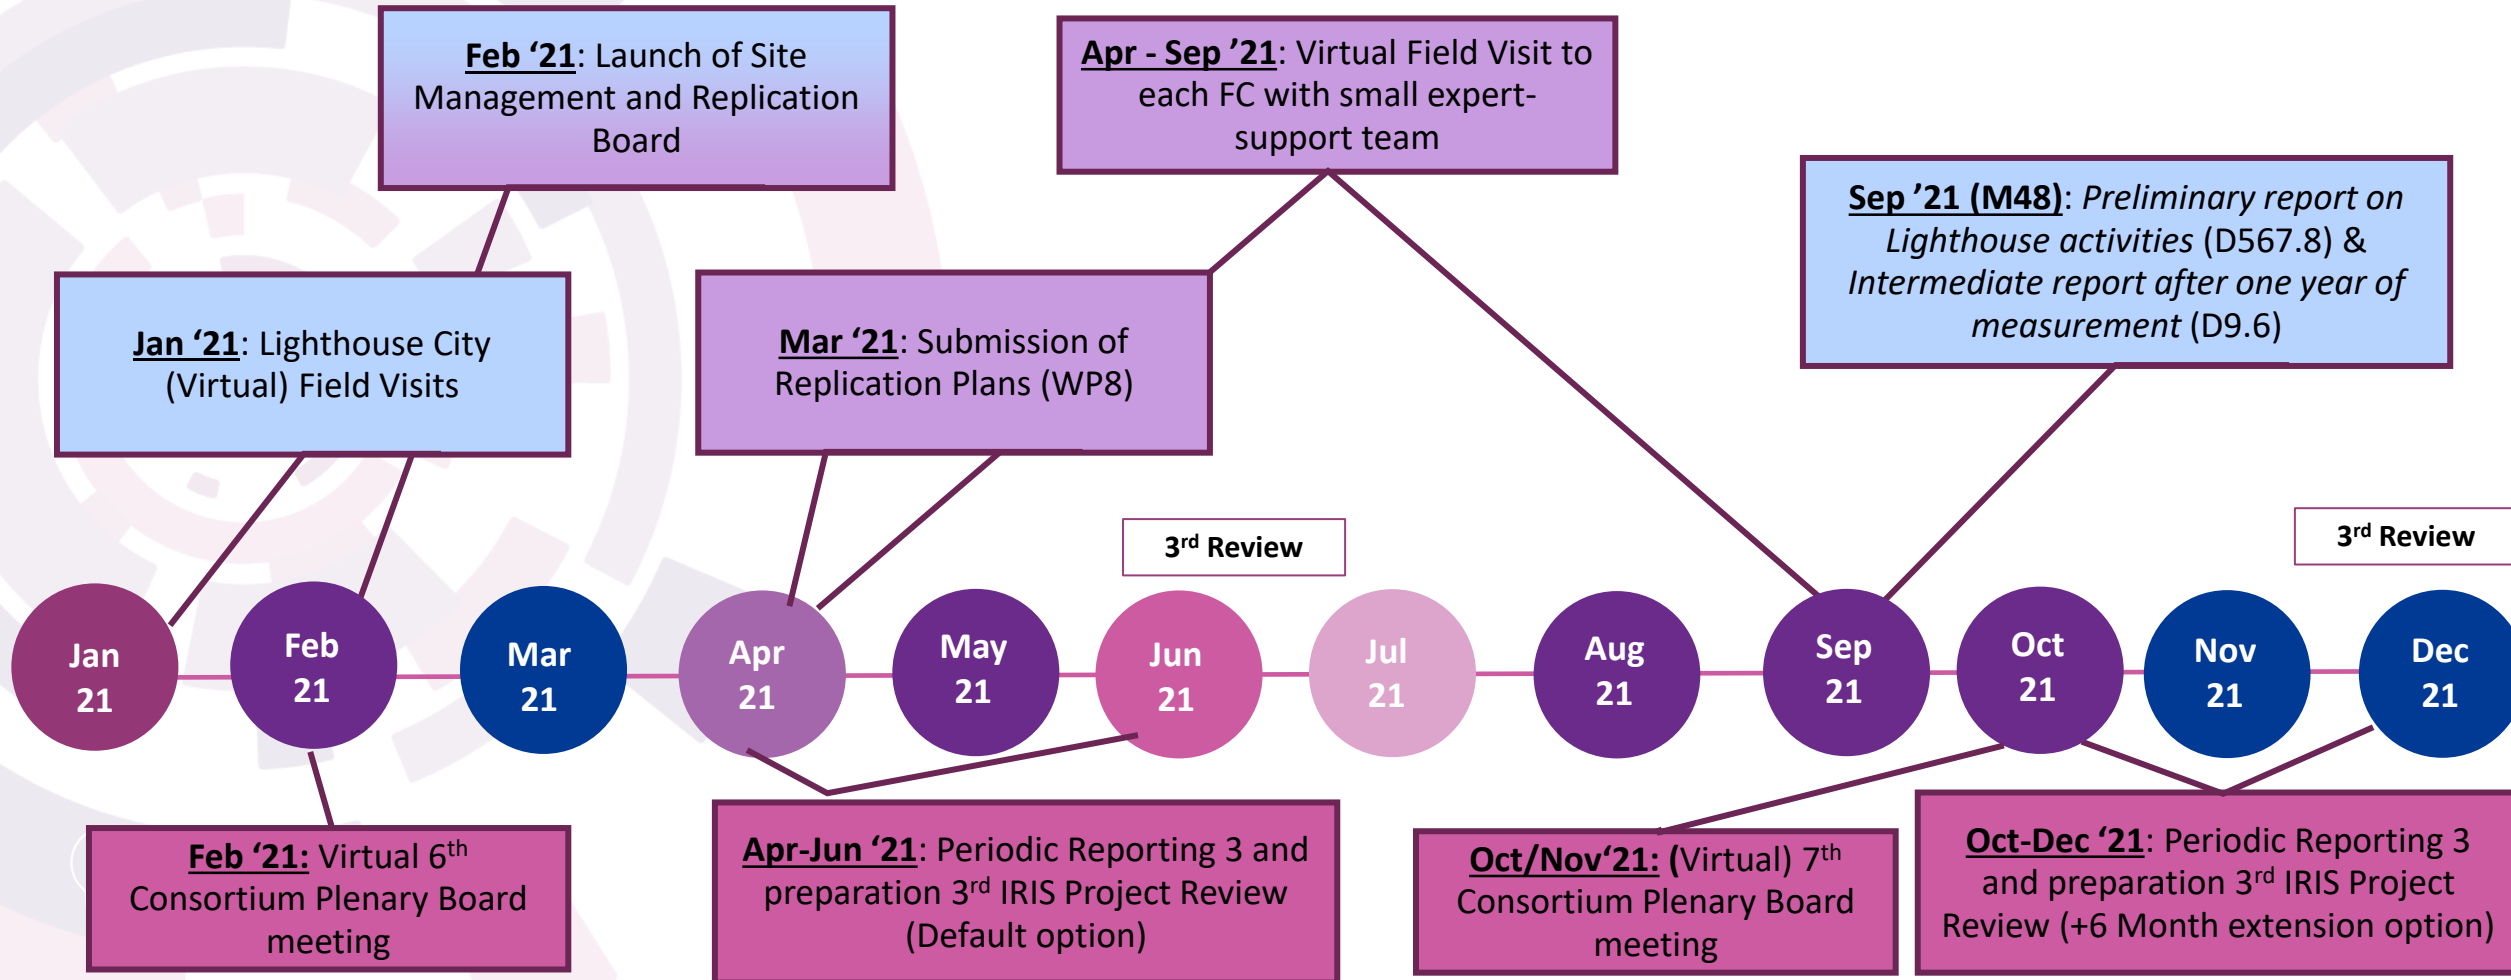 Feb ‘21: Launch of Site
Management and Replication
Board
Apr - Sep ’21: Virtual Field Visit to
each FC with small expert-
support team
Sep ’21 (M48): Preliminary report on
Lighthouse activities (D567.8) &
Intermediate report after one year of
measurement (D9.6)
Jan ‘21: Lighthouse City
(Virtual) Field Visits
Mar ‘21: Submission of
Replication Plans (WP8)
3rd Review
3rd Review
Jan
21
Feb
21
Mar
21
Apr
21
May
21
Jun
21
Jul
21
Aug
21
Sep
21
Oct
21
Nov
21
Dec
21
Feb ‘21: Virtual 6th
Consortium Plenary Board
meeting
Apr-Jun ‘21: Periodic Reporting 3 and
preparation 3rd IRIS Project Review
(Default option)
Oct/Nov‘21: (Virtual) 7th
Consortium Plenary Board
meeting
Oct-Dec ‘21: Periodic Reporting 3
and preparation 3rd IRIS Project
Review (+6 Month extension option)